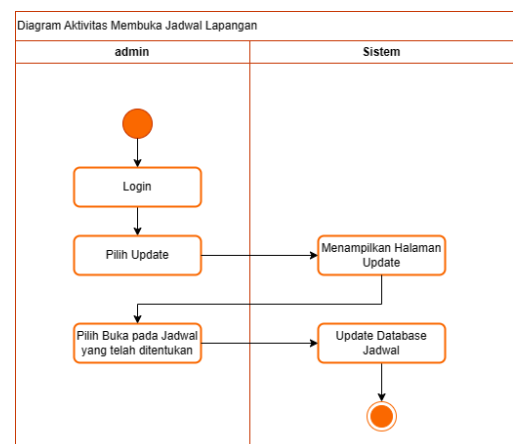 Diagram Aktivitas Membuka Jadwal Lapangan
admin
Sistem
Login
Pilih Update
Menampilkan Halaman
Update
Pilih Buka pada Jadwal
yang telah ditentukan
Update Database
Jadwal